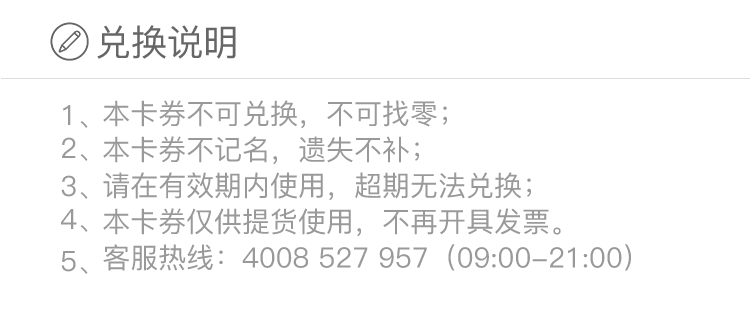 兑换说明
1、本卡券不可兑换，不可找零；
2、本卡券不记名，遗失不补；
3、请在有效期内使用，超期无法兑换；
4、本卡券仅供提货使用，不再开具发票。
5、客服热线：4008 527 957（09:00-21:00）